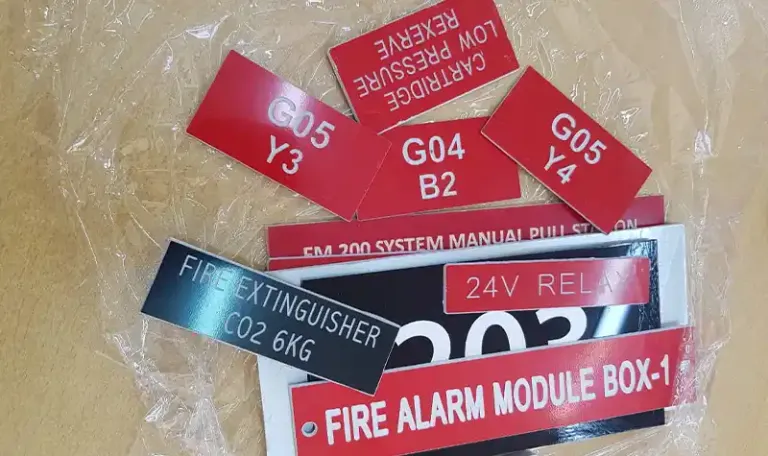 CARTRIDGE
LOW PRESSURE
REXERVE
G05
Y3
G04
B2
G05
Y4
FM 200 SYSTEM MANUAL PULL STATION
FIRE EXTINGUISHER
CO2 6KG
24V RELAY
FIRE ALARM MODULE BOX-1